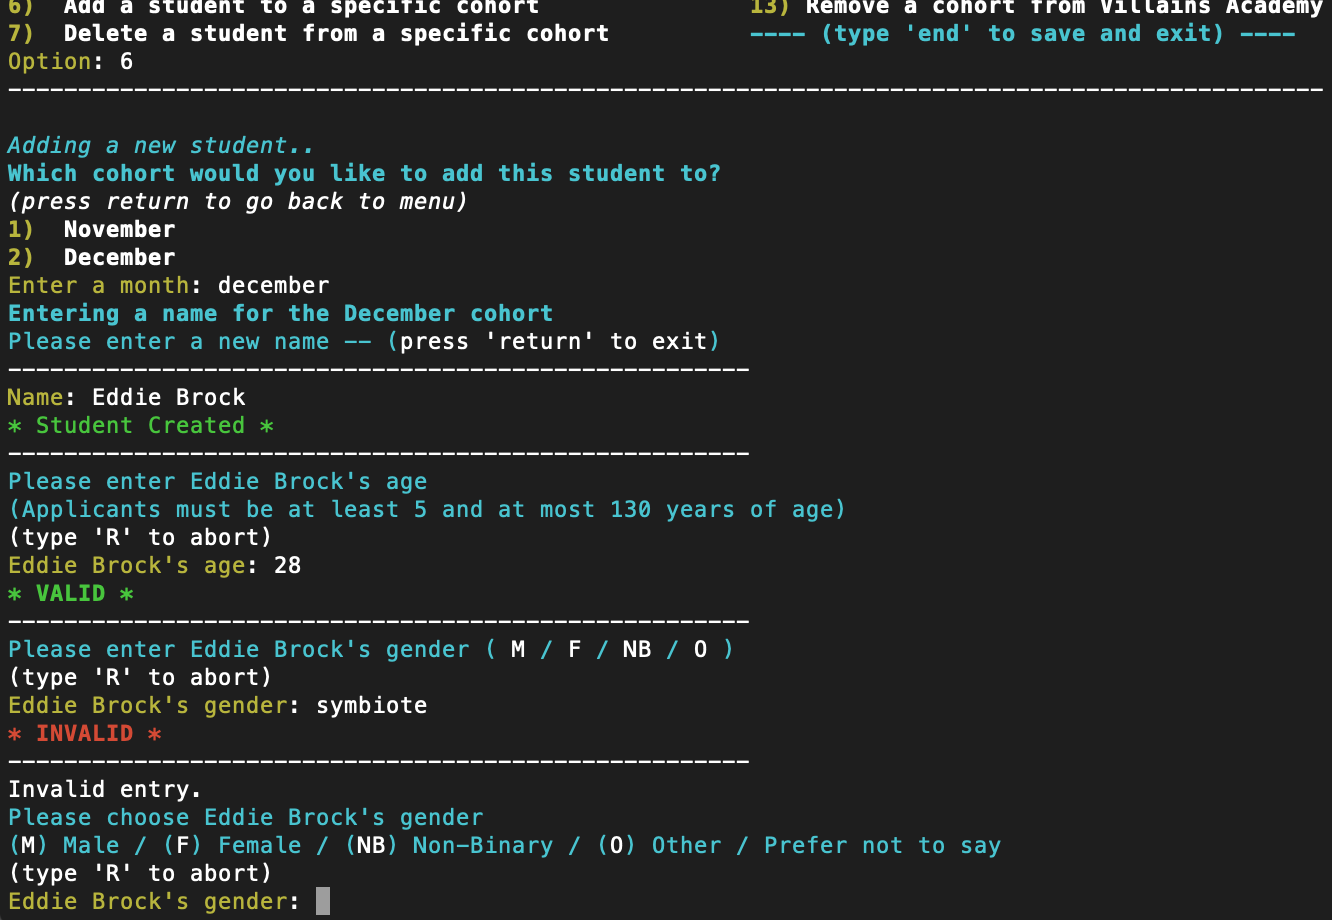 6)  Add a student to a specific cohort               13) Remove a cohort from Villains Academy
7)  Delete a student from a specific cohort          ---- (type 'end' to save and exit) ----
Option: 6
----------------------------------------------------------------------------------------------
Adding a new student..
Which cohort would you like to add this student to?
(press return to go back to menu)
1)  November
2)  December
Enter a month: december
Entering a name for the December cohort
Please enter a new name -- (press 'return' to exit)
-----------------------------------------------------
Name: Eddie Brock
* Student Created *
-----------------------------------------------------
Please enter Eddie Brock's age
(Applicants must be at least 5 and at most 130 years of age)
(type 'R' to abort)
Eddie Brock's age: 28
* VALID *
-----------------------------------------------------
Please enter Eddie Brock's gender ( M / F / NB / O )
(type 'R' to abort)
Eddie Brock's gender: symbiote
* INVALID *
-----------------------------------------------------
Invalid entry.
Please choose Eddie Brock's gender
(M) Male / (F) Female / (NB) Non-Binary / (O) Other / Prefer not to say
(type 'R' to abort)
Eddie Brock's gender: